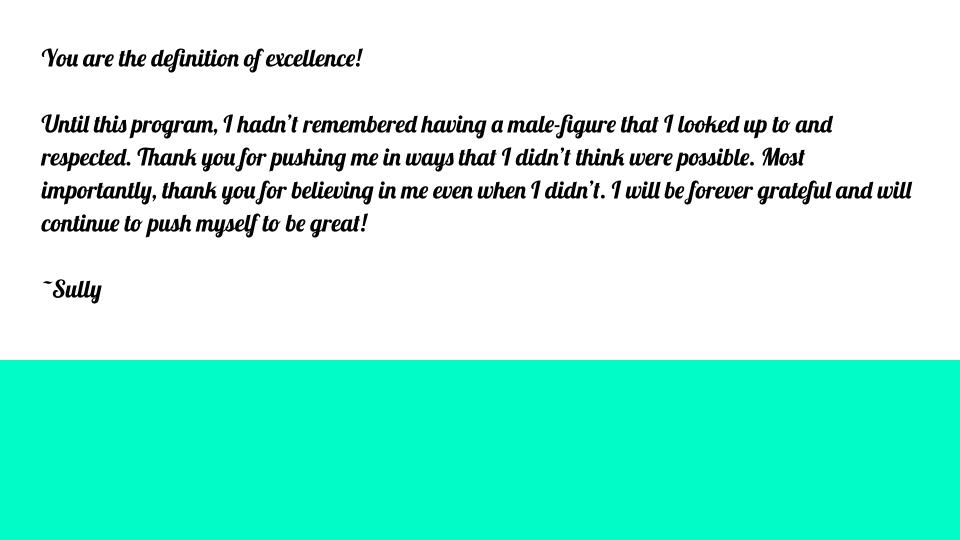 You are the definition of excellence!
Until this program, I hadn’t remembered having a male-figure that I looked up to and
respected. Thank you for pushing me in ways that I didn’t think were possible. Most
importantly, thank you for believing in me even when I didn’t. I will be forever grateful and will
continue to push myself to be great!
~Sully